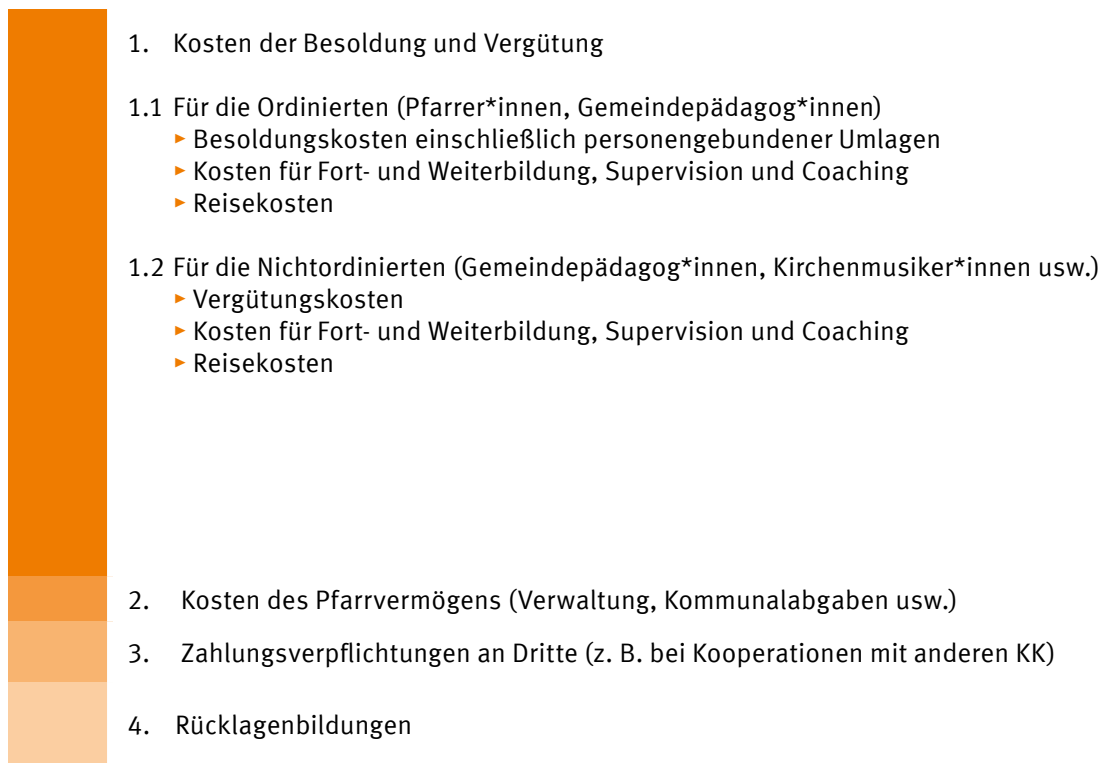 1. Kosten der Besoldung und Vergütung
1.1 Für die Ordinierten (Pfarrer*innen, Gemeindepädagog*innen)
▸ Besoldungskosten einschließlich personengebundener Umlagen
▸ Kosten für Fort- und Weiterbildung, Supervision und Coaching
▸ Reisekosten
1.2 Für die Nichtordinierten (Gemeindepädagog*innen, Kirchenmusiker*innen usw.)
▸ Vergütungskosten
▸ Kosten für Fort- und Weiterbildung, Supervision und Coaching
▸ Reisekosten
2. Kosten des Pfarrvermögens (Verwaltung, Kommunalabgaben usw.)
3. Zahlungsverpflichtungen an Dritte (z. B. bei Kooperationen mit anderen KK)
4. Rücklagenbildungen